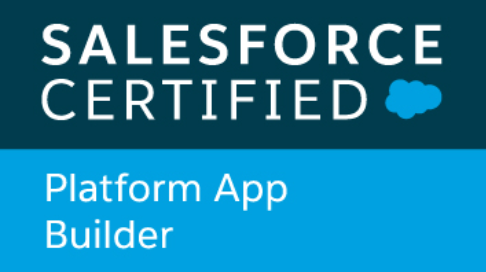 SALESFORCE
CERTIFIED
Platform App
Builder